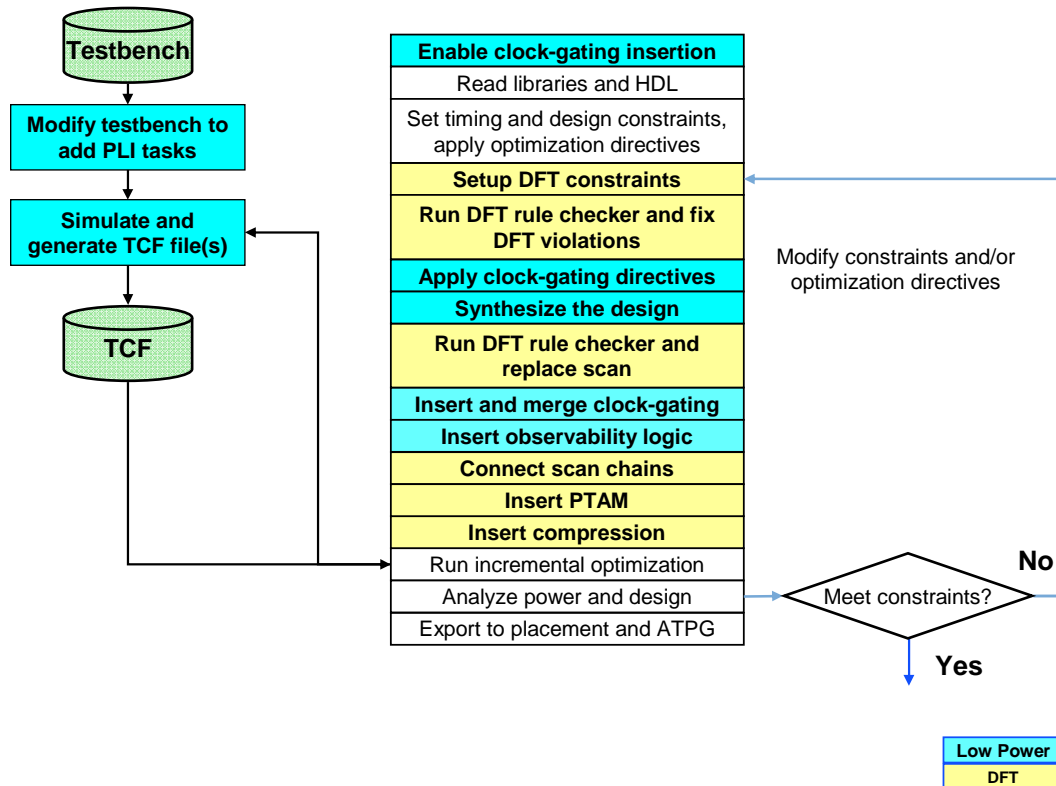 Testbench
Modify testbench to
add PLI tasks
Simulate and
generate TCF file(s)
TCF
Enable clock-gating insertion
Read libraries and HDL
Set timing and design constraints,
apply optimization directives
Setup DFT constraints
Run DFT rule checker and fix
DFT violations
Apply clock-gating directives
Synthesize the design
Run DFT rule checker and
replace scan
Insert and merge clock-gating
Insert observability logic
Connect scan chains
Insert PTAM
Insert compression
Run incremental optimization
Analyze power and design
Export to placement and ATPG
Modify constraints and/or
optimization directives
Meet constraints?
No
Yes
Low Power
DFT